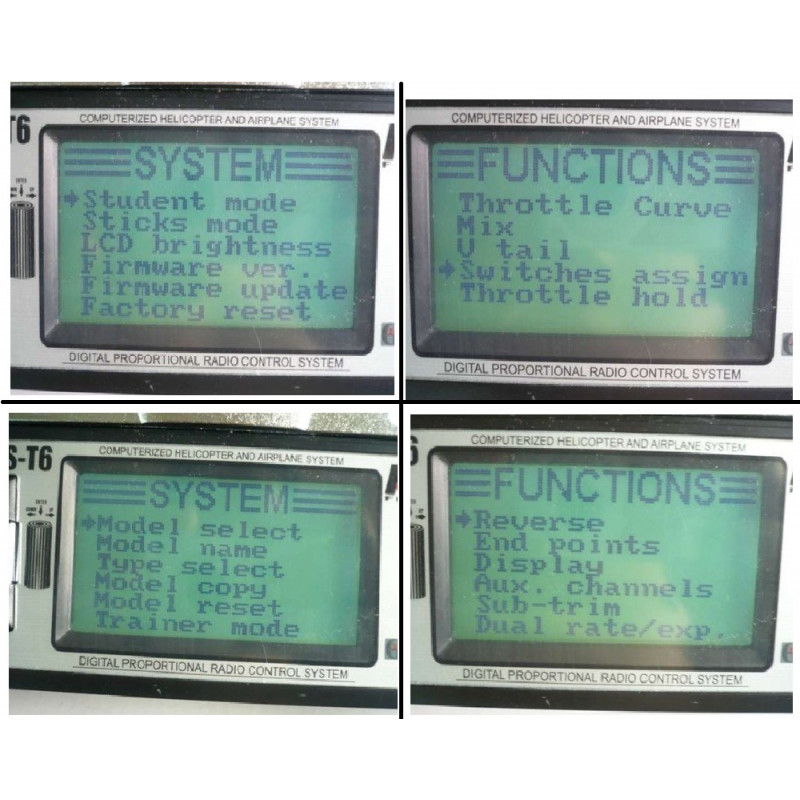 T6
COMPUTERIZED HELICOPTER AND AIRPLANE SYSTEM
SYSTEM
Student mode
Sticks mode
LCD brightness
Firmware ver.
Firmware update
Factory reset
DIGITAL PROPORTIONAL RADIO CONTROL SYSTEM
COMPUTERIZED HELICOPTER AND AIRPLANE SYSTEM
FUNCTIONS
Throttle Curve
Mix
V tail
Switches assign
Throttle hold
DIGITAL PROPORTIONAL RADIO CONTROL SYSTEM
S-T6
COMPUTERIZED HELICOPTER AND AIRPLANE SYSTEM
SYSTEM
Model select
Model name
Type select
Model copy
Model reset
Trainer mode
DIGITAL PROPORTIONAL RADIO CONTROL SYSTEM
6
COMPUTERIZED HELICOPTER AND AIRPLANE SYSTEM
FUNCTIONS
Reverse
End points
Display
Aux. channels
Sub-trim
Dual rate/exp.
DIGITAL PROPORTIONAL RADIO CONTROL SYSTEM